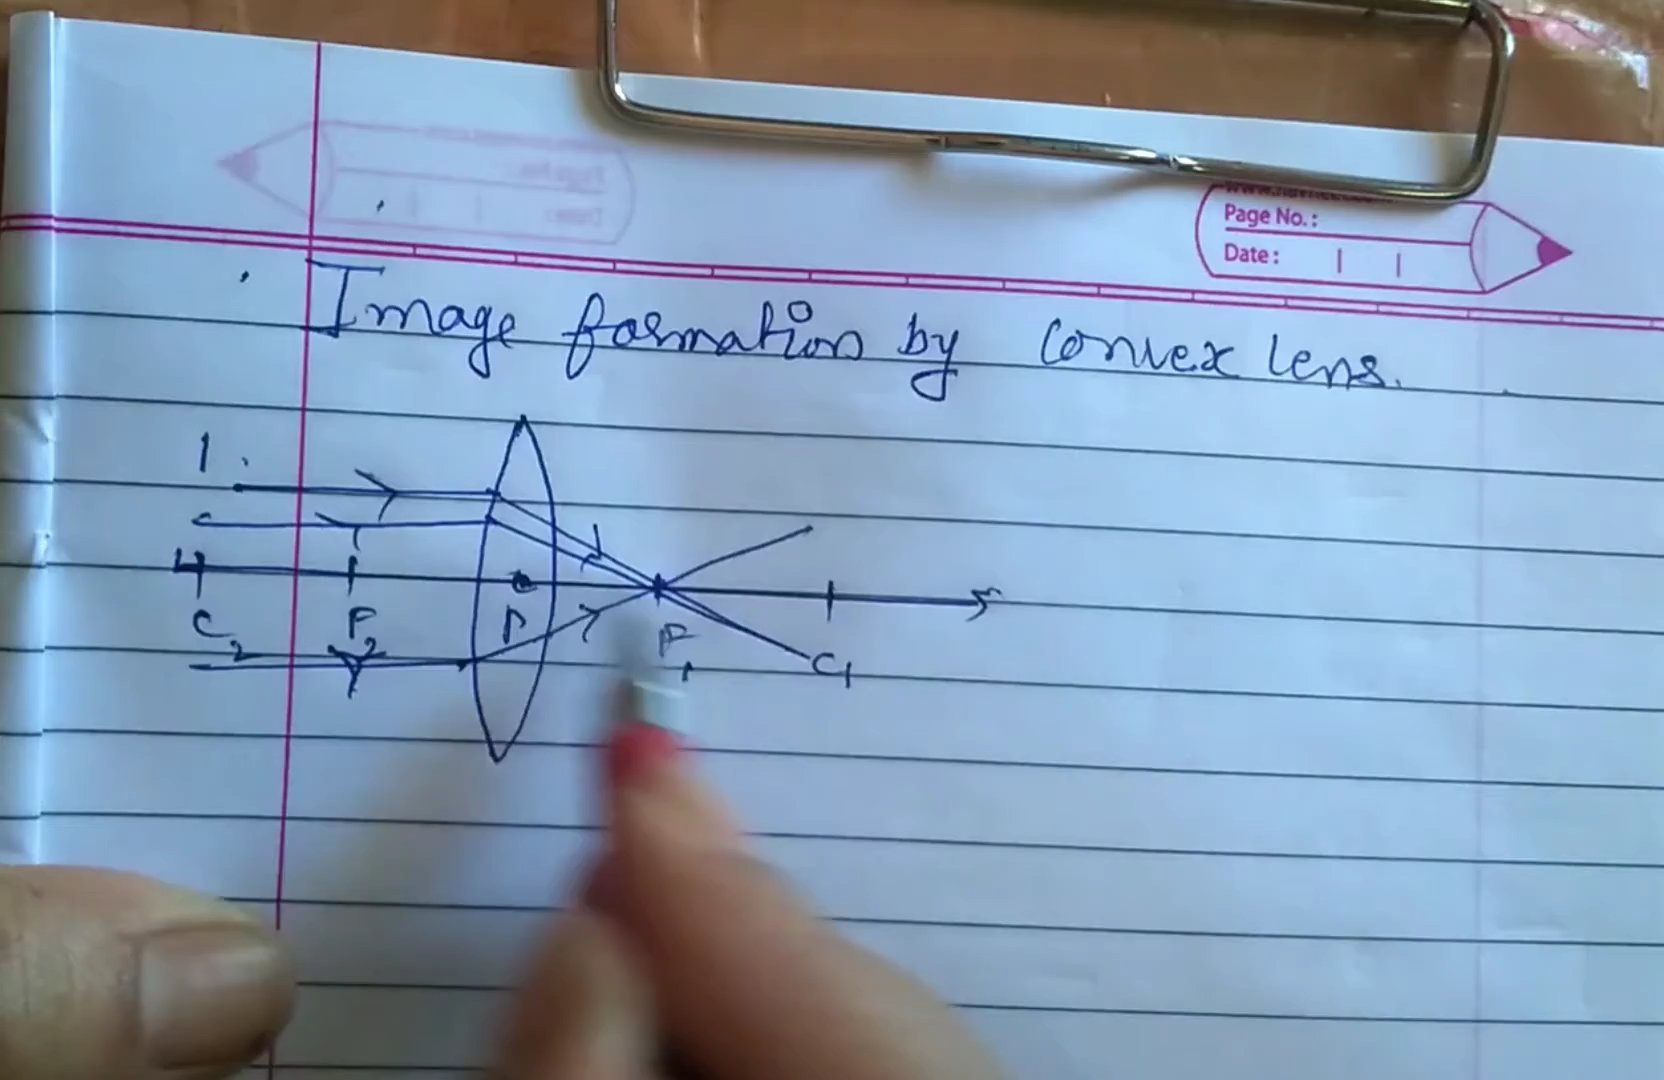 Page No. :
Date :
Image formation by Convex lens.
1.
C2 F2 P F1 C1